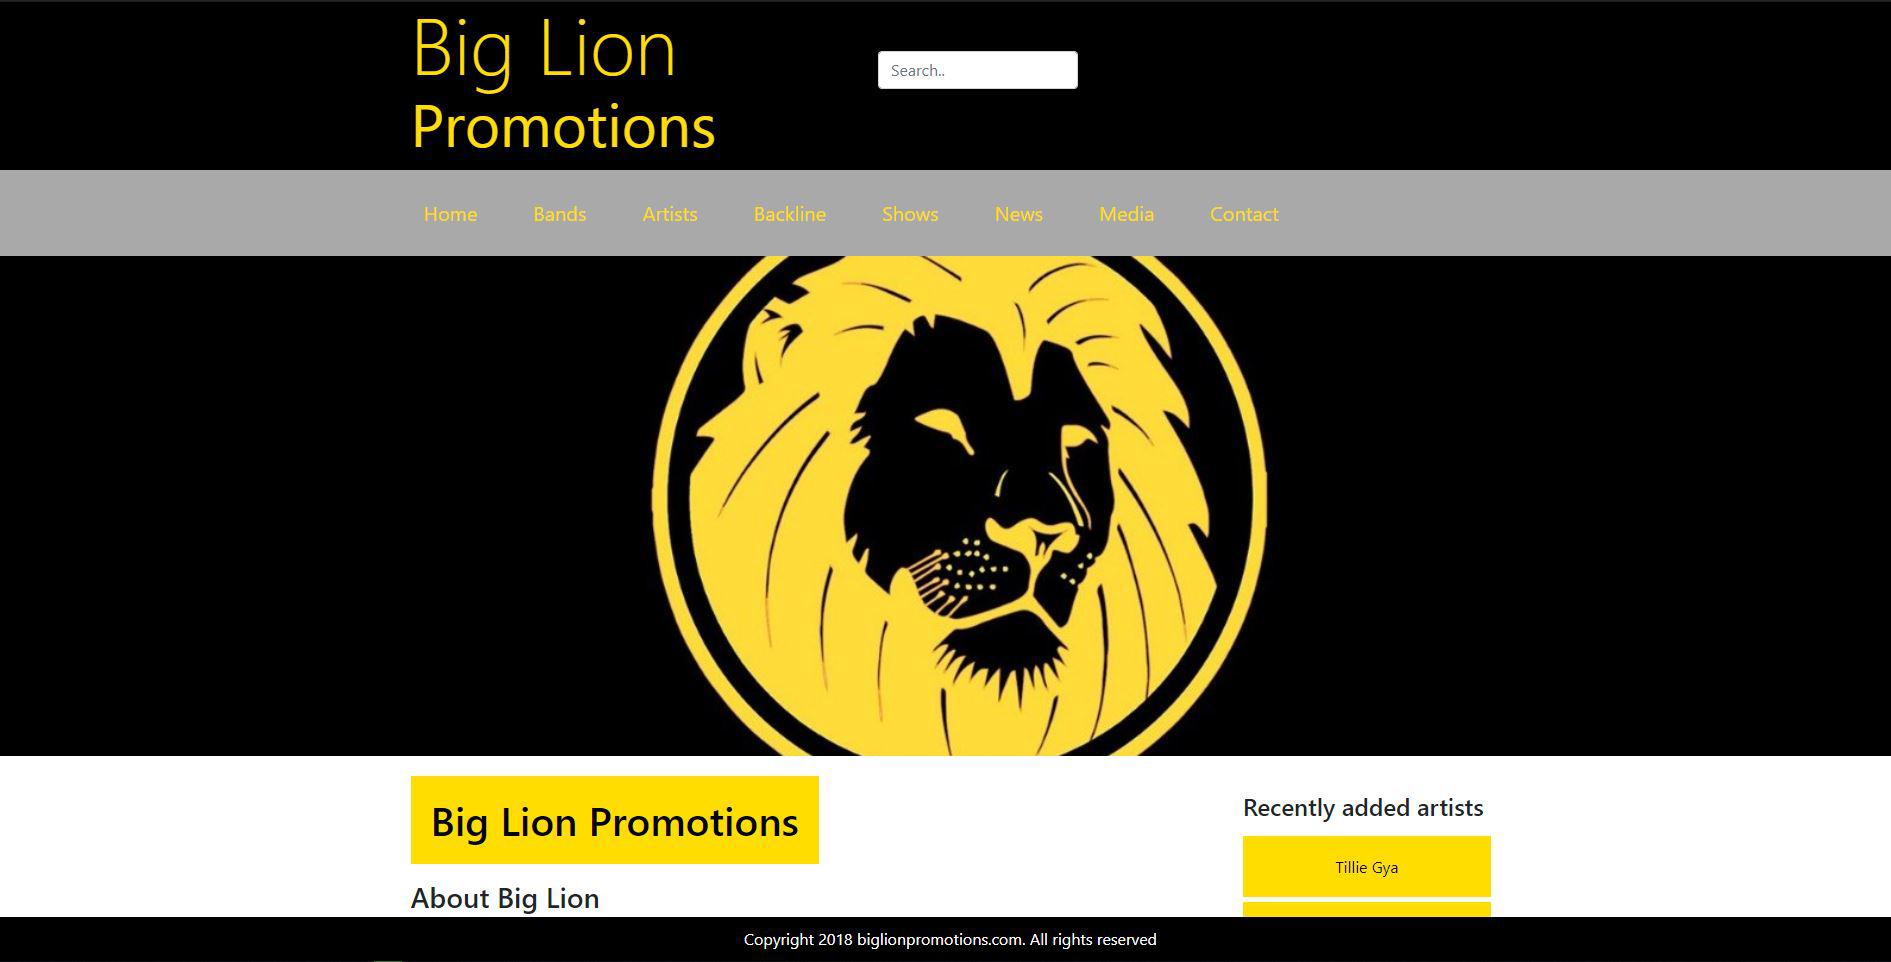 Big Lion
Promotions
Search..
Home Bands Artists Backline Shows News Media Contact
Big Lion Promotions
About Big Lion
Recently added artists
Tillie Gya
Copyright 2018 biglionpromotions.com. All rights reserved